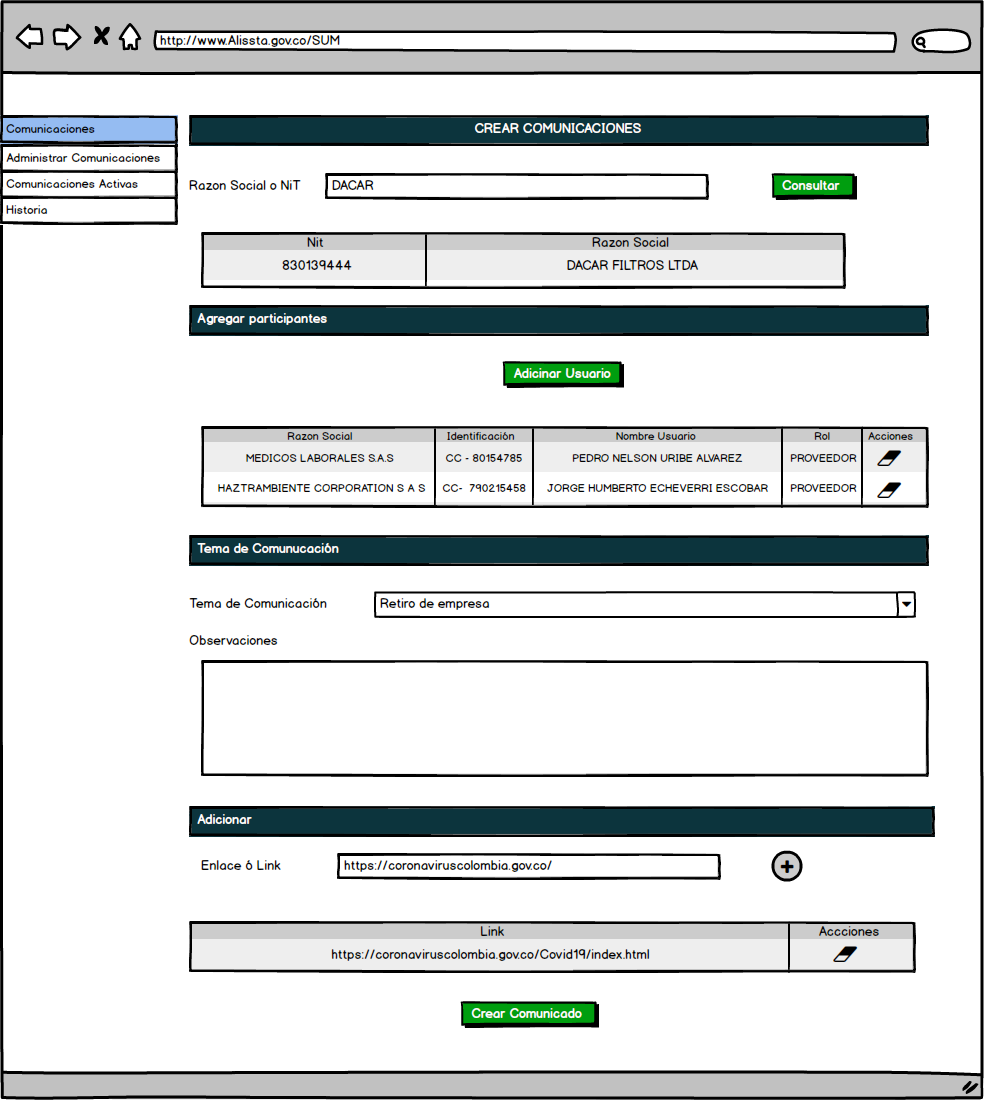 http://www.Alissta.gov.co/SUM
Comunicaciones
Administrar Comunicaciones
Comunicaciones Activas
Historia
CREAR COMUNICACIONES
Razon Social o NiT DACAR Consultar
Nit Razon Social
830139444 DACAR FILTROS LTDA
Agregar participantes
Adicinar Usuario
Razon Social Identificación Nombre Usuario Rol Acciones
MEDICOS LABORALES S.A.S CC - 80154785 PEDRO NELSON URIBE ALVAREZ PROVEEDOR
HAZTRAMBIENTE CORPORATION S A S CC- 790215458 JORGE HUMBERTO ECHEVERRI ESCOBAR PROVEEDOR
Tema de Comunucación
Tema de Comunicación Retiro de empresa
Observaciones
Adicionar
Enlace ó Link https://coronaviruscolombia.gov.co/
Link Accciones
https://coronaviruscolombia.gov.co/Covid19/index.html
Crear Comunicado